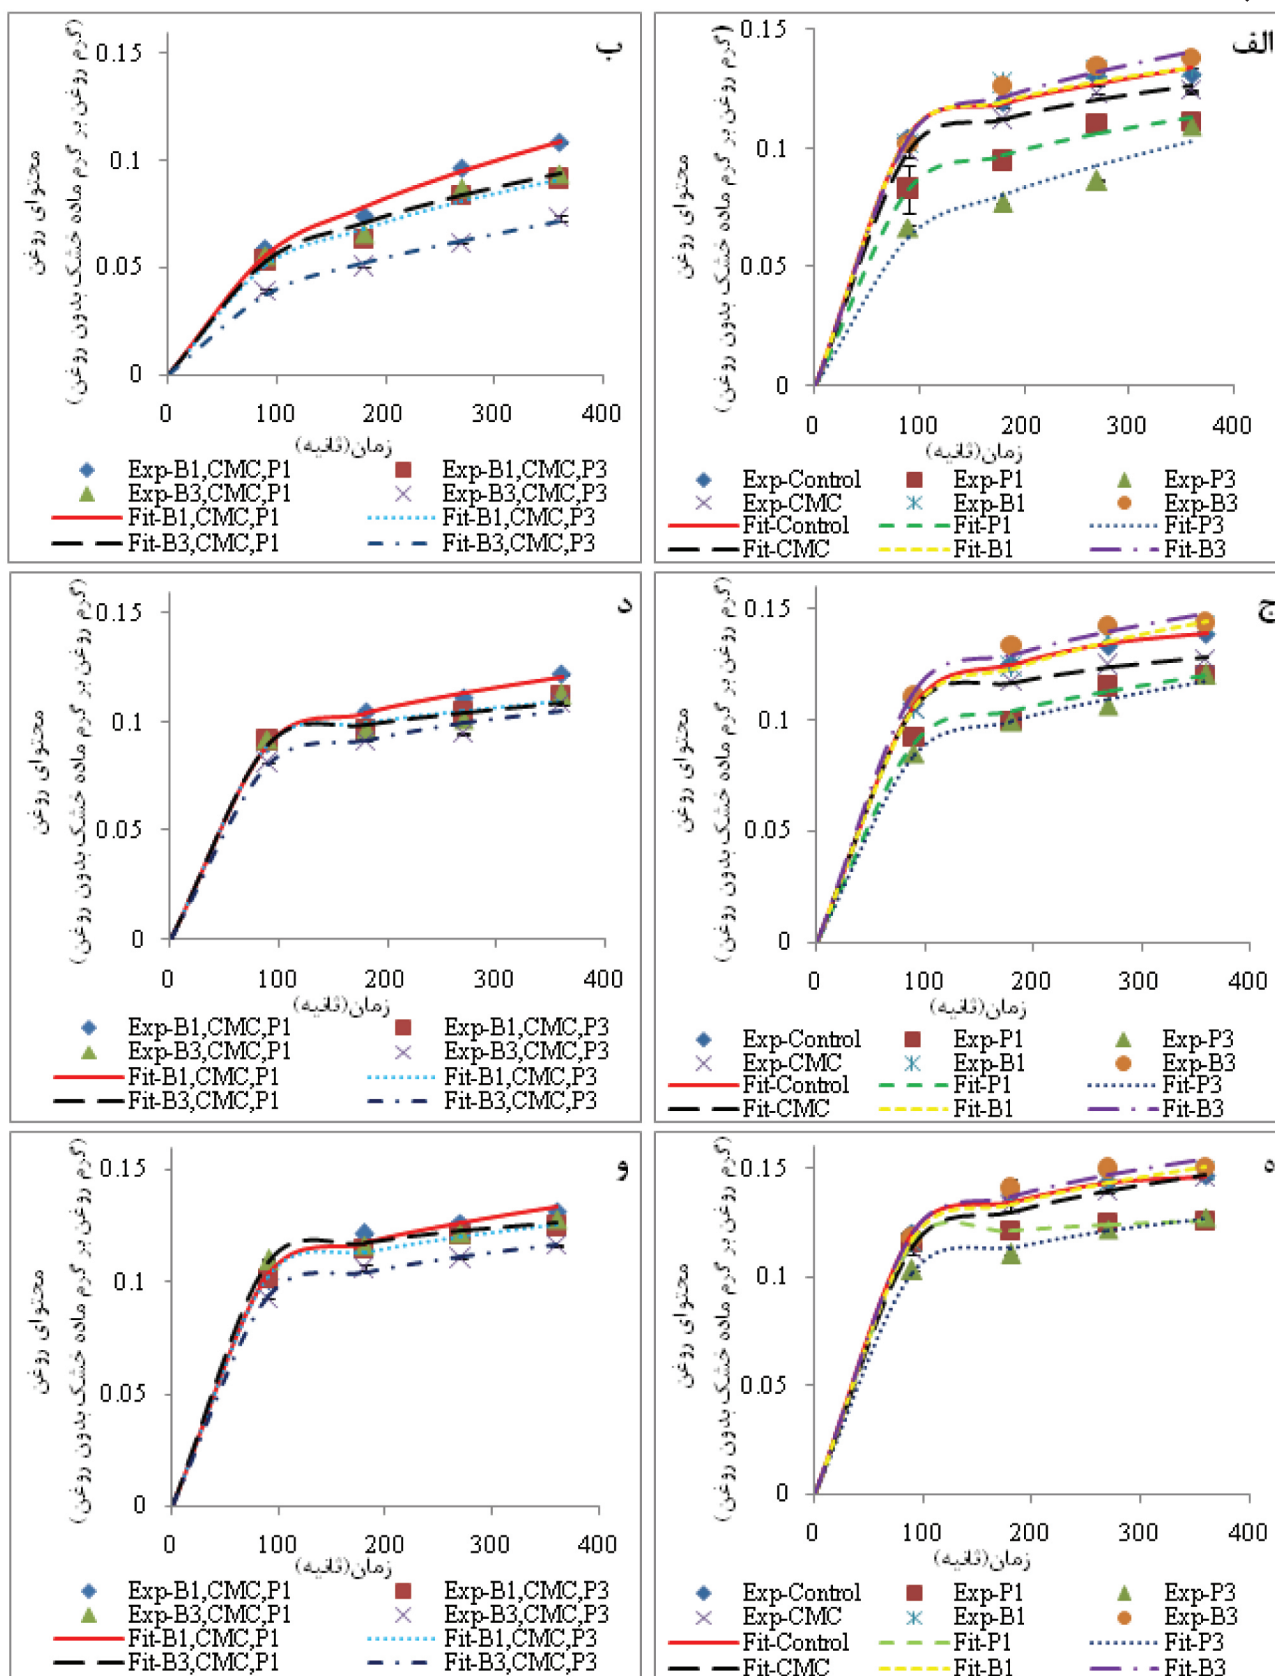 الف
محتوای روغن
(گرم روغن بر گرم ماده خشک بدون روغن)
0.15
0.1
0.05
0
0 100 200 300 400
زمان(ثانیه)
Exp-Control Exp-P1 Exp-P3
Exp-CMC Exp-B1 Exp-B3
Fit-Control Fit-P1 Fit-P3
Fit-CMC Fit-B1 Fit-B3
ب
محتوای روغن
(گرم روغن بر گرم ماده خشک بدون روغن)
0.15
0.1
0.05
0
0 100 200 300 400
زمان(ثانیه)
Exp-B1,CMC,P1 Exp-B1,CMC,P3
Exp-B3,CMC,P1 Exp-B3,CMC,P3
Fit-B1,CMC,P1 Fit-B1,CMC,P3
Fit-B3,CMC,P1 Fit-B3,CMC,P3
ج
محتوای روغن
(گرم روغن بر گرم ماده خشک بدون روغن)
0.15
0.1
0.05
0
0 100 200 300 400
زمان(ثانیه)
Exp-Control Exp-P1 Exp-P3
Exp-CMC Exp-B1 Exp-B3
Fit-Control Fit-P1 Fit-P3
Fit-CMC Fit-B1 Fit-B3
د
محتوای روغن
(گرم روغن بر گرم ماده خشک بدون روغن)
0.15
0.1
0.05
0
0 100 200 300 400
زمان(ثانیه)
Exp-B1,CMC,P1 Exp-B1,CMC,P3
Exp-B3,CMC,P1 Exp-B3,CMC,P3
Fit-B1,CMC,P1 Fit-B1,CMC,P3
Fit-B3,CMC,P1 Fit-B3,CMC,P3
ه
محتوای روغن
(گرم روغن بر گرم ماده خشک بدون روغن)
0.15
0.1
0.05
0
0 100 200 300 400
زمان(ثانیه)
Exp-Control Exp-P1 Exp-P3
Exp-CMC Exp-B1 Exp-B3
Fit-Control Fit-P1 Fit-P3
Fit-CMC Fit-B1 Fit-B3
و
محتوای روغن
(گرم روغن بر گرم ماده خشک بدون روغن)
0.15
0.1
0.05
0
0 100 200 300 400
زمان(ثانیه)
Exp-B1,CMC,P1 Exp-B1,CMC,P3
Exp-B3,CMC,P1 Exp-B3,CMC,P3
Fit-B1,CMC,P1 Fit-B1,CMC,P3
Fit-B3,CMC,P1 Fit-B3,CMC,P3